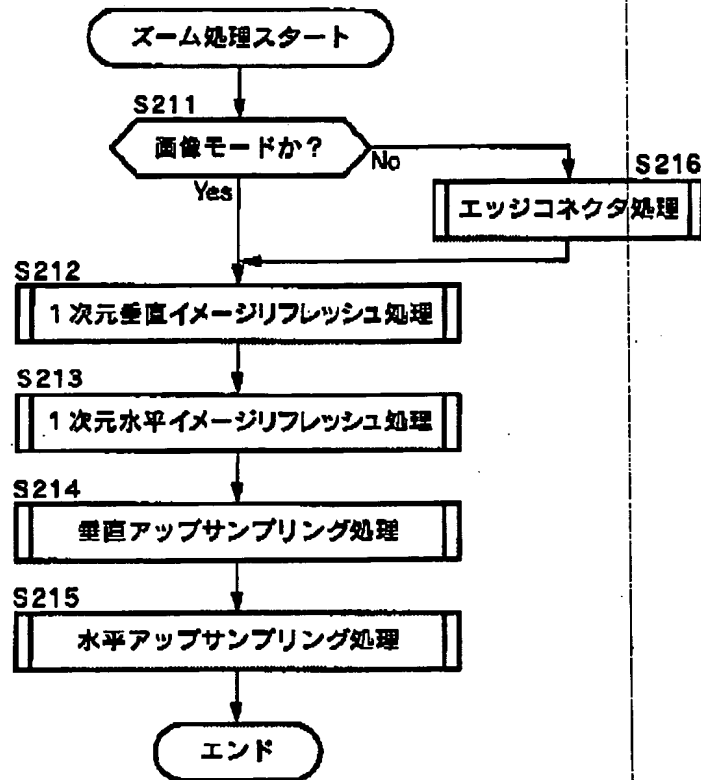 ズーム処理スタート
S211
画像モードか？
No
Yes
S216
エッジコネクタ処理
S212
1次元垂直イメージリフレッシュ処理
S213
1次元水平イメージリフレッシュ処理
S214
垂直アップサンプリング処理
S215
水平アップサンプリング処理
エンド